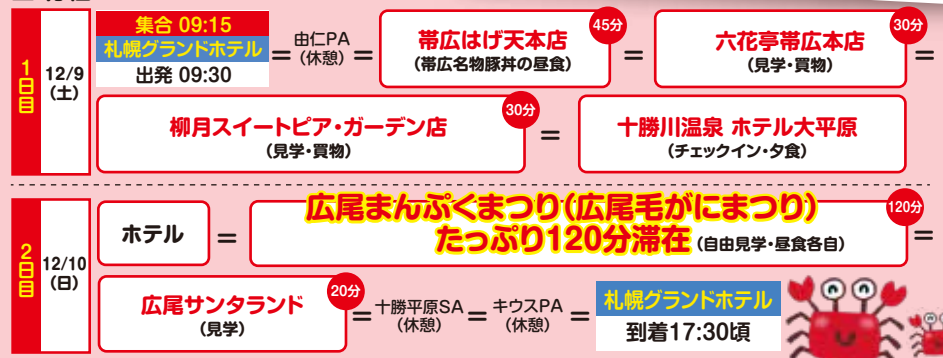 1日目
12/9
(土)
集合 09:15
札幌グランドホテル
出発 09:30
=
由仁PA
(休憩)
=
45分
帯広はげ天本店
(帯広名物豚丼の昼食)
=
30分
六花亭帯広本店
(見学・買物)
=
30分
柳月スイートピア・ガーデン店
(見学・買物)
=
十勝川温泉 ホテル大平原
(チェックイン・夕食)
2日目
12/10
(日)
ホテル
=
120分
広尾まんぷくまつり(広尾毛がにまつり)
たっぷり120分滞在(自由見学・昼食各自)
=
20分
広尾サンタランド
(見学)
=
十勝平原SA
(休憩)
=
キウスPA
(休憩)
=
札幌グランドホテル
到着17:30頃